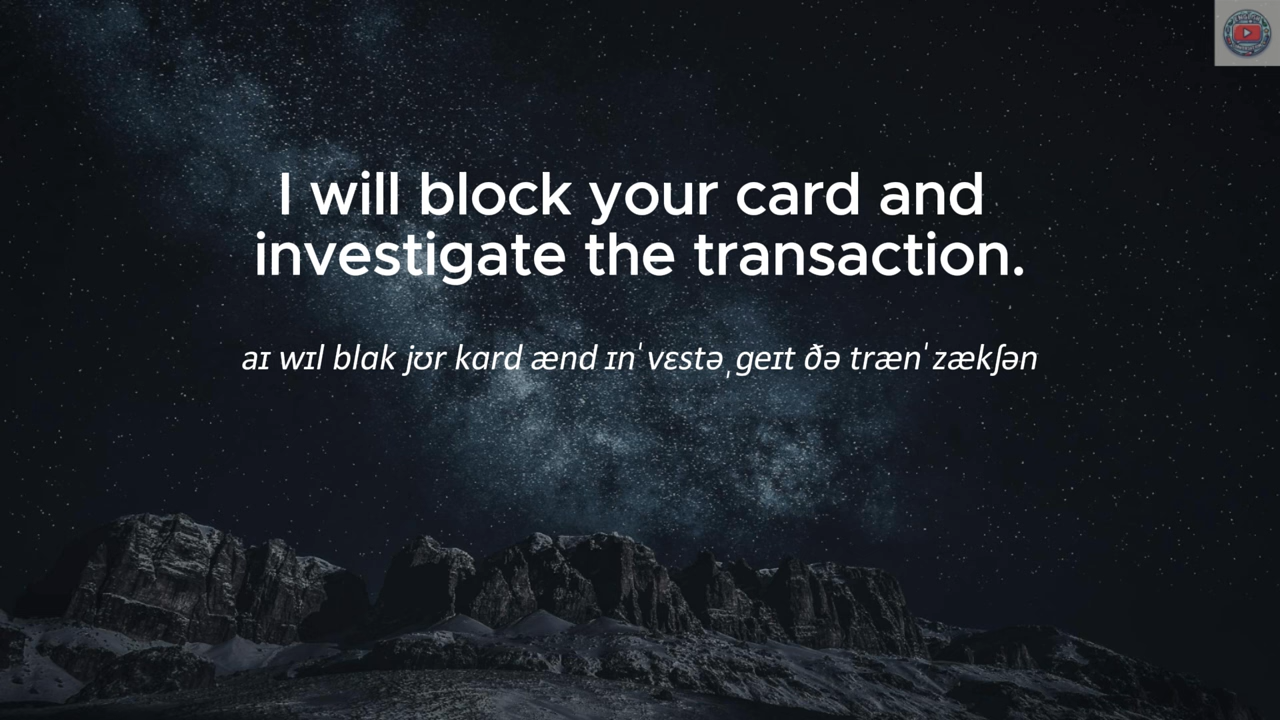 I will block your card and
investigate the transaction.
aɪ wɪl blak jʊr kard ænd ɪnˈvɛstəˌgeɪt ðə trænˈzækʃən